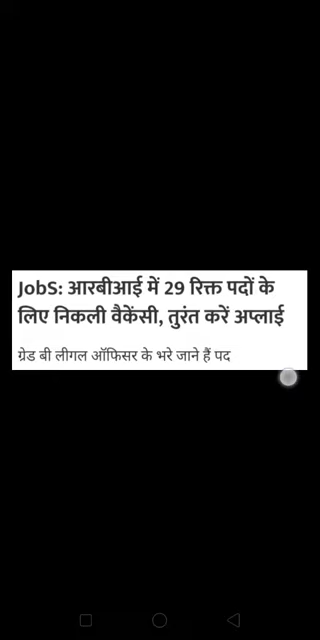 JobS: आरबीआई में 29 रिक्त पदों के
लिए निकली वैकेंसी, तुरंत करें अप्लाई
ग्रेड बी लीगल ऑफिसर के भरे जाने हैं पद